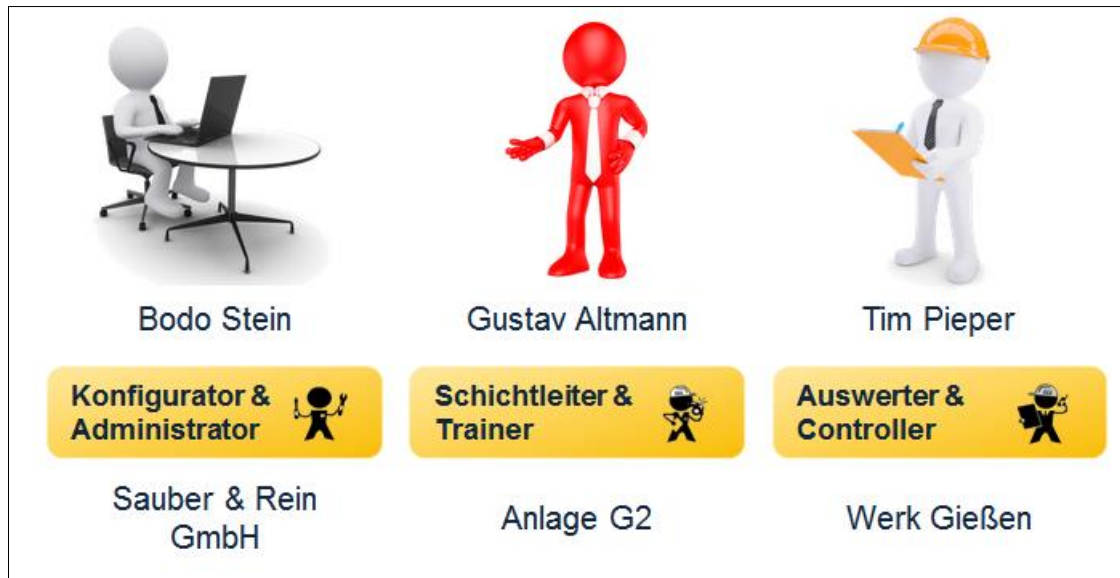 Bodo Stein
Gustav Altmann
Tim Pieper
Konfigurator &
Administrator
Schichtleiter &
Trainer
Auswerter &
Controller
Sauber & Rein
GmbH
Anlage G2
Werk Gießen